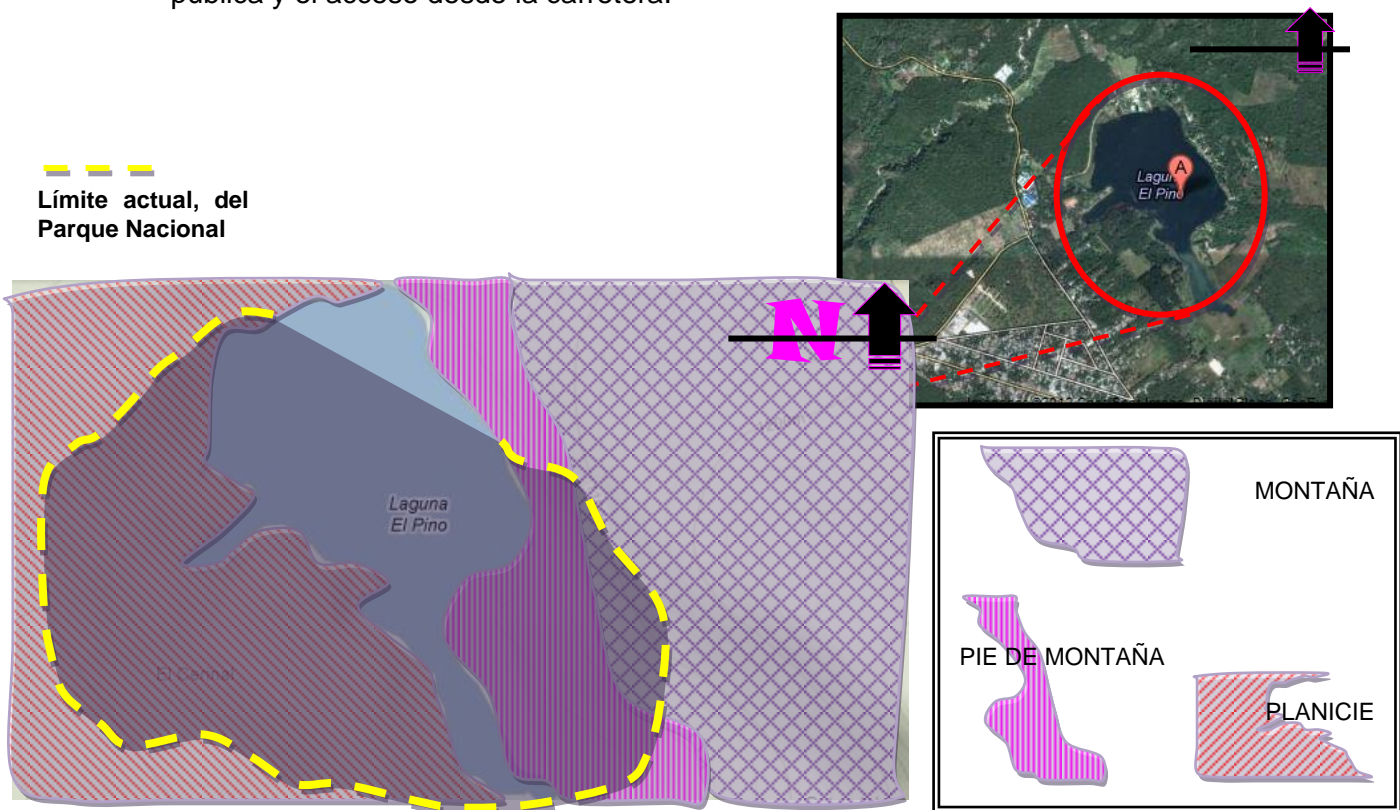 pública y el acceso desde la carretera.
A
Laguna
El Pino
Límite actual, del
Parque Nacional
N
Laguna
El Pino
El Carmel
MONTAÑA
PIE DE MONTAÑA
PLANICIE